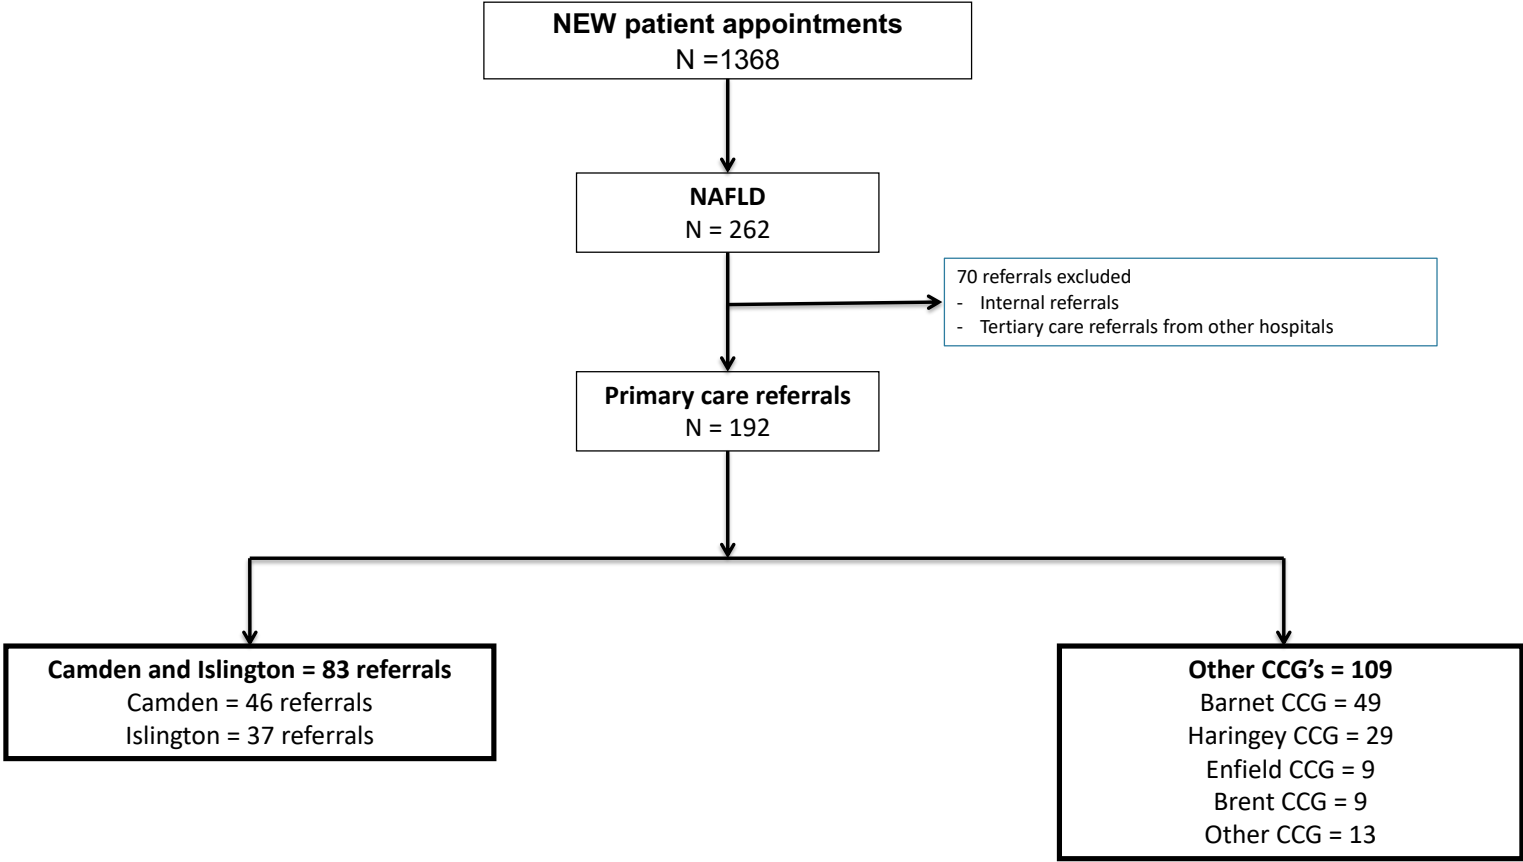 NEW patient appointments
N =1368
NAFLD
N = 262
70 referrals excluded
- Internal referrals
- Tertiary care referrals from other hospitals
Primary care referrals
N = 192
Camden and Islington = 83 referrals
Camden = 46 referrals
Islington = 37 referrals
Other CCG’s = 109
Barnet CCG = 49
Haringey CCG = 29
Enfield CCG = 9
Brent CCG = 9
Other CCG = 13